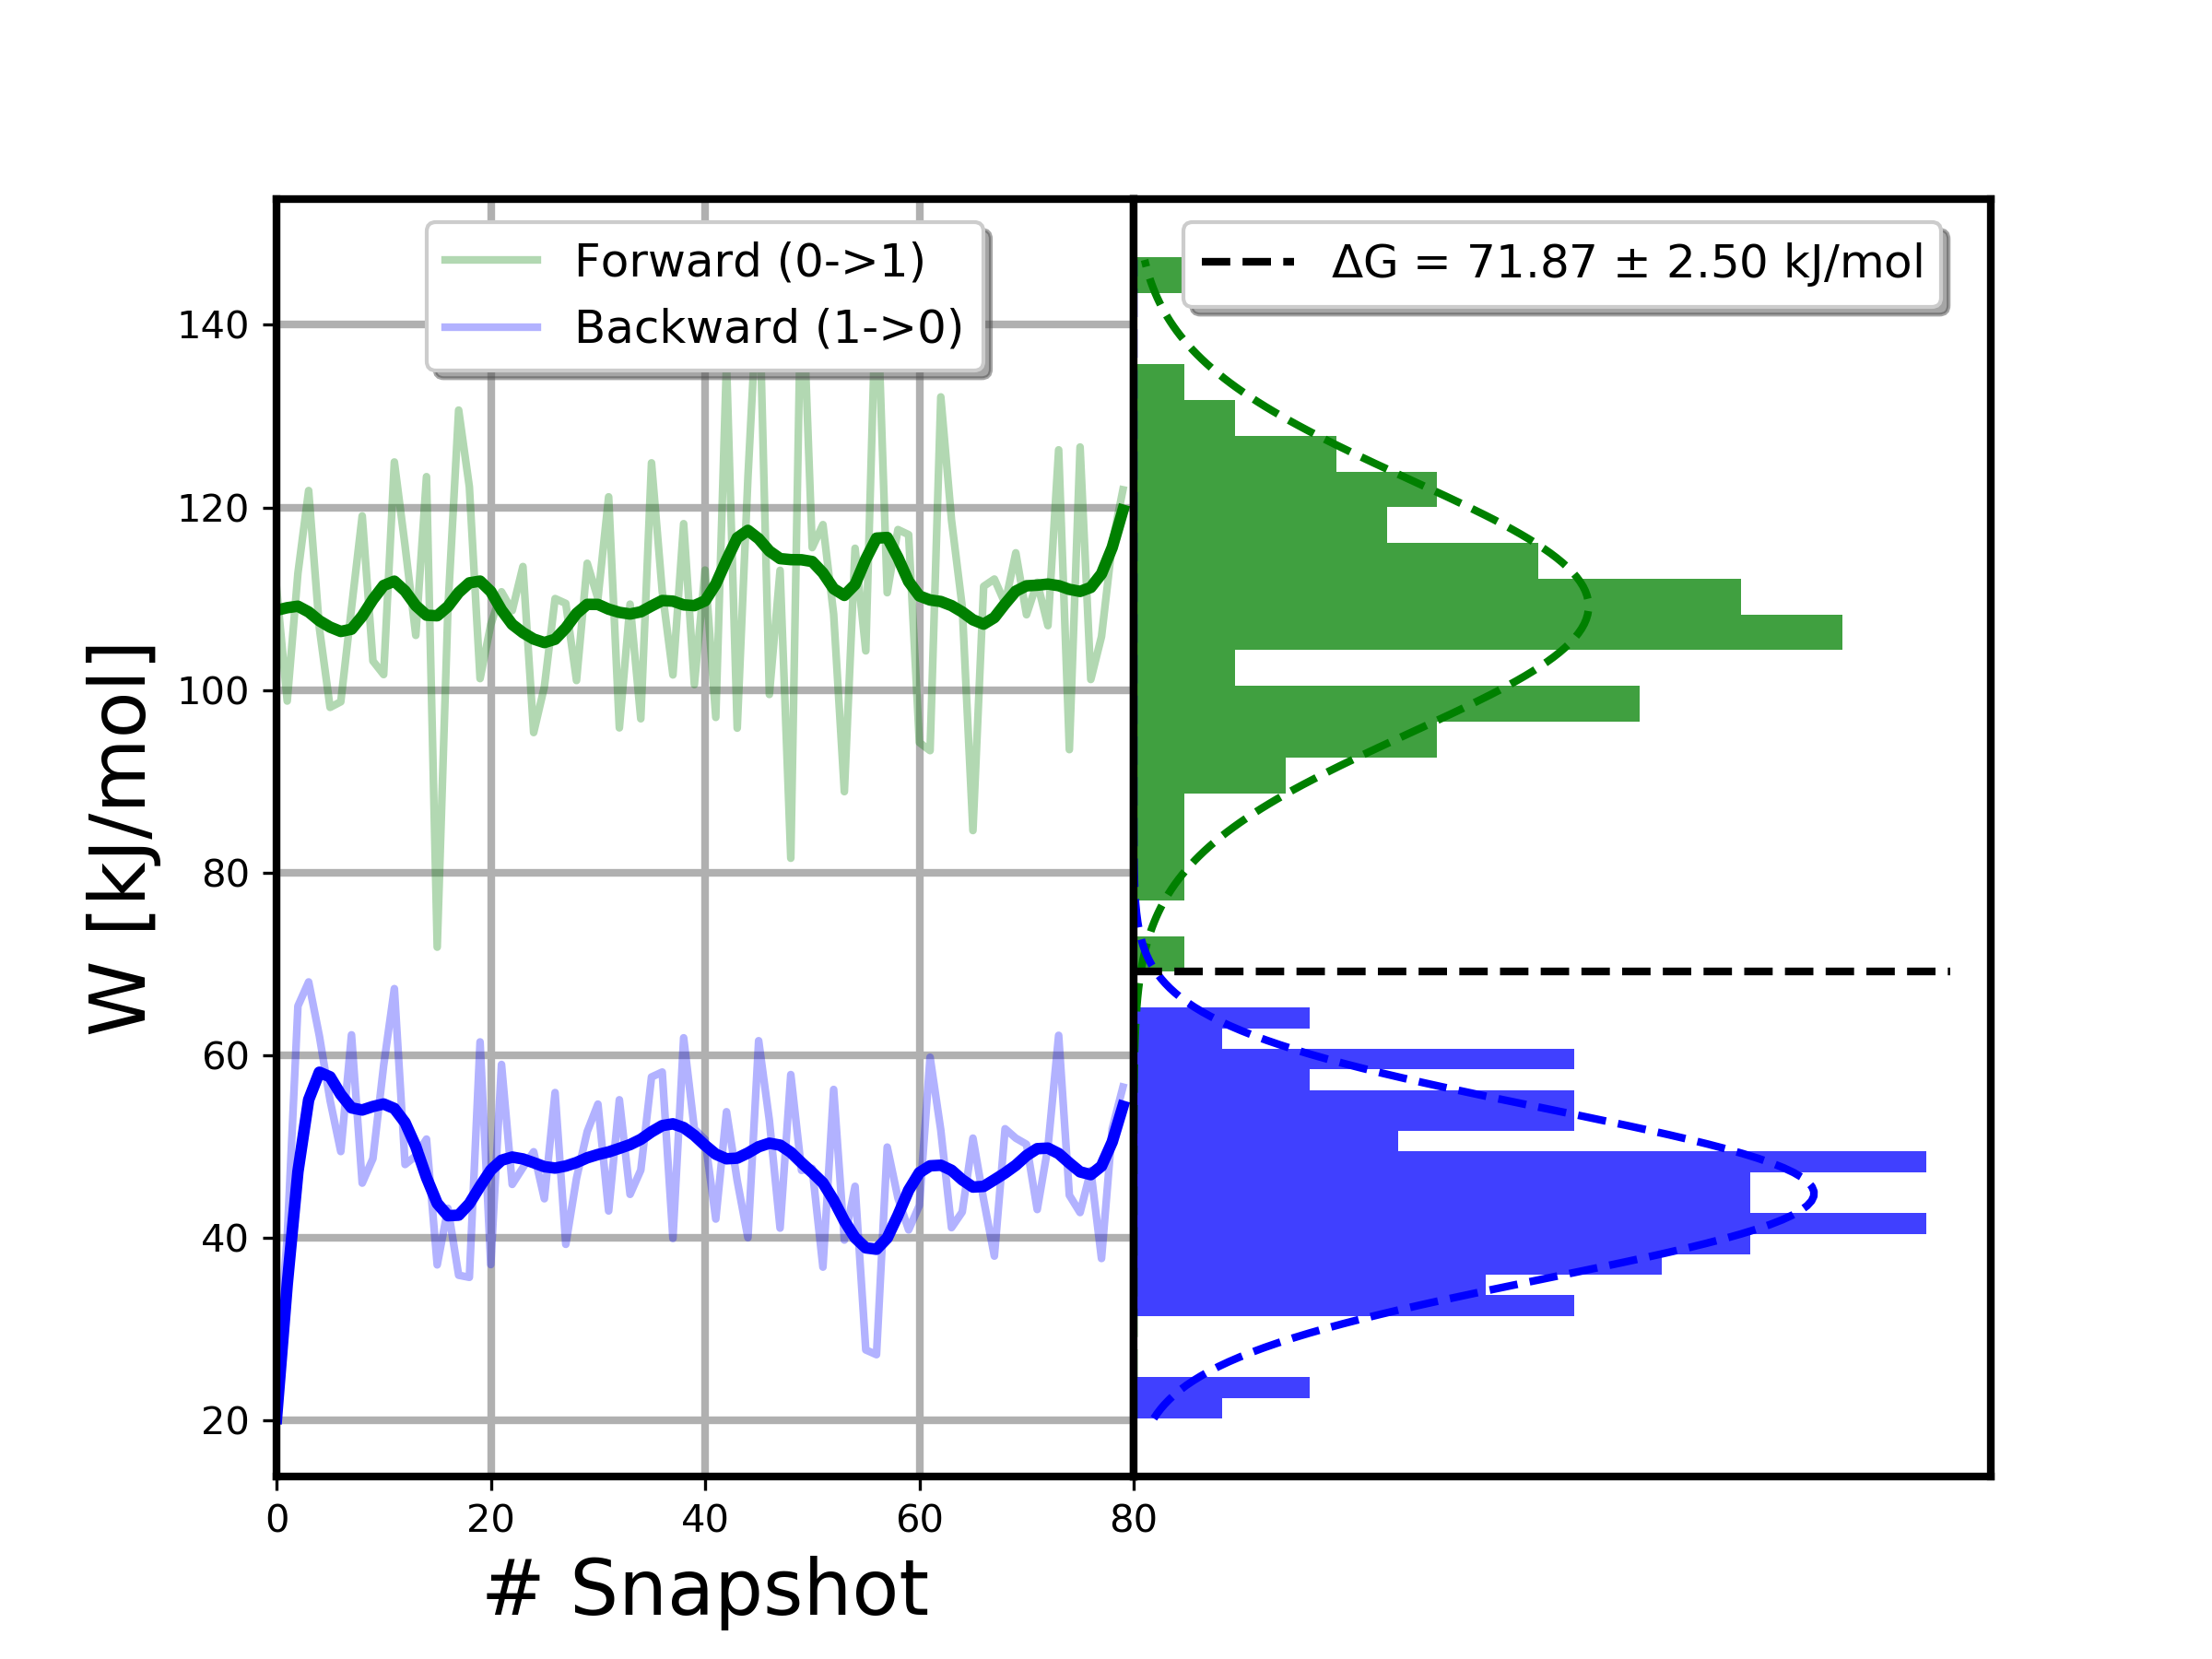 Forward (0->1)
Backward (1->0)
ΔG = 71.87 ± 2.50 kJ/mol
W [kJ/mol]
140
120
100
80
60
40
20
0 20 40 60 80
# Snapshot